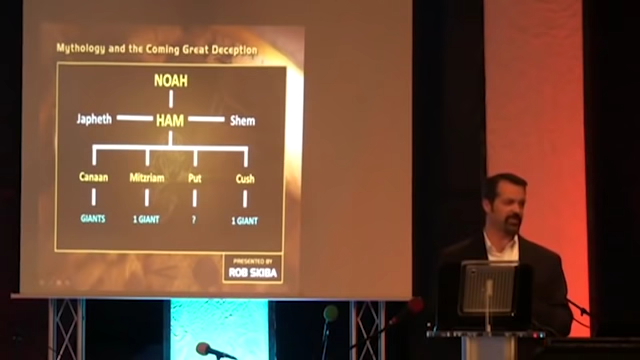 Mythology and the Coming Great Deception
NOAH
Japheth HAM Shem
Canaan Mitzriam Put Cush
GIANTS 1 GIANT ? 1 GIANT
PRESENTED BY
ROB SKIBA